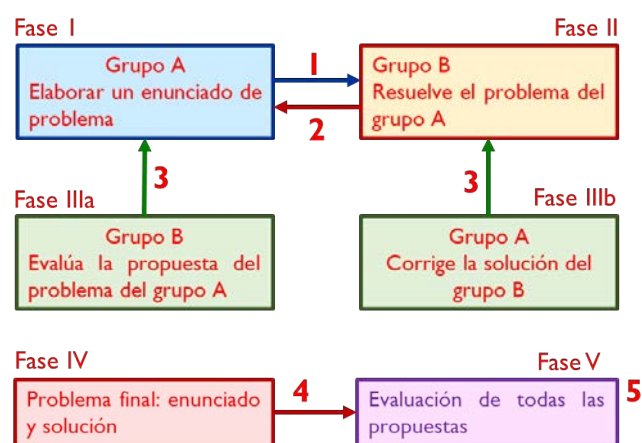 Fase I
Fase II
Grupo A
Elaborar un enunciado de
problema
1
2
Grupo B
Resuelve el problema del
grupo A
3
3
Fase IIIa
Fase IIIb
Grupo B
Evalúa la propuesta del
problema del grupo A
Grupo A
Corrige la solución del
grupo B
Fase IV
Fase V
Problema final: enunciado
y solución
4
Evaluación de todas las
propuestas
5